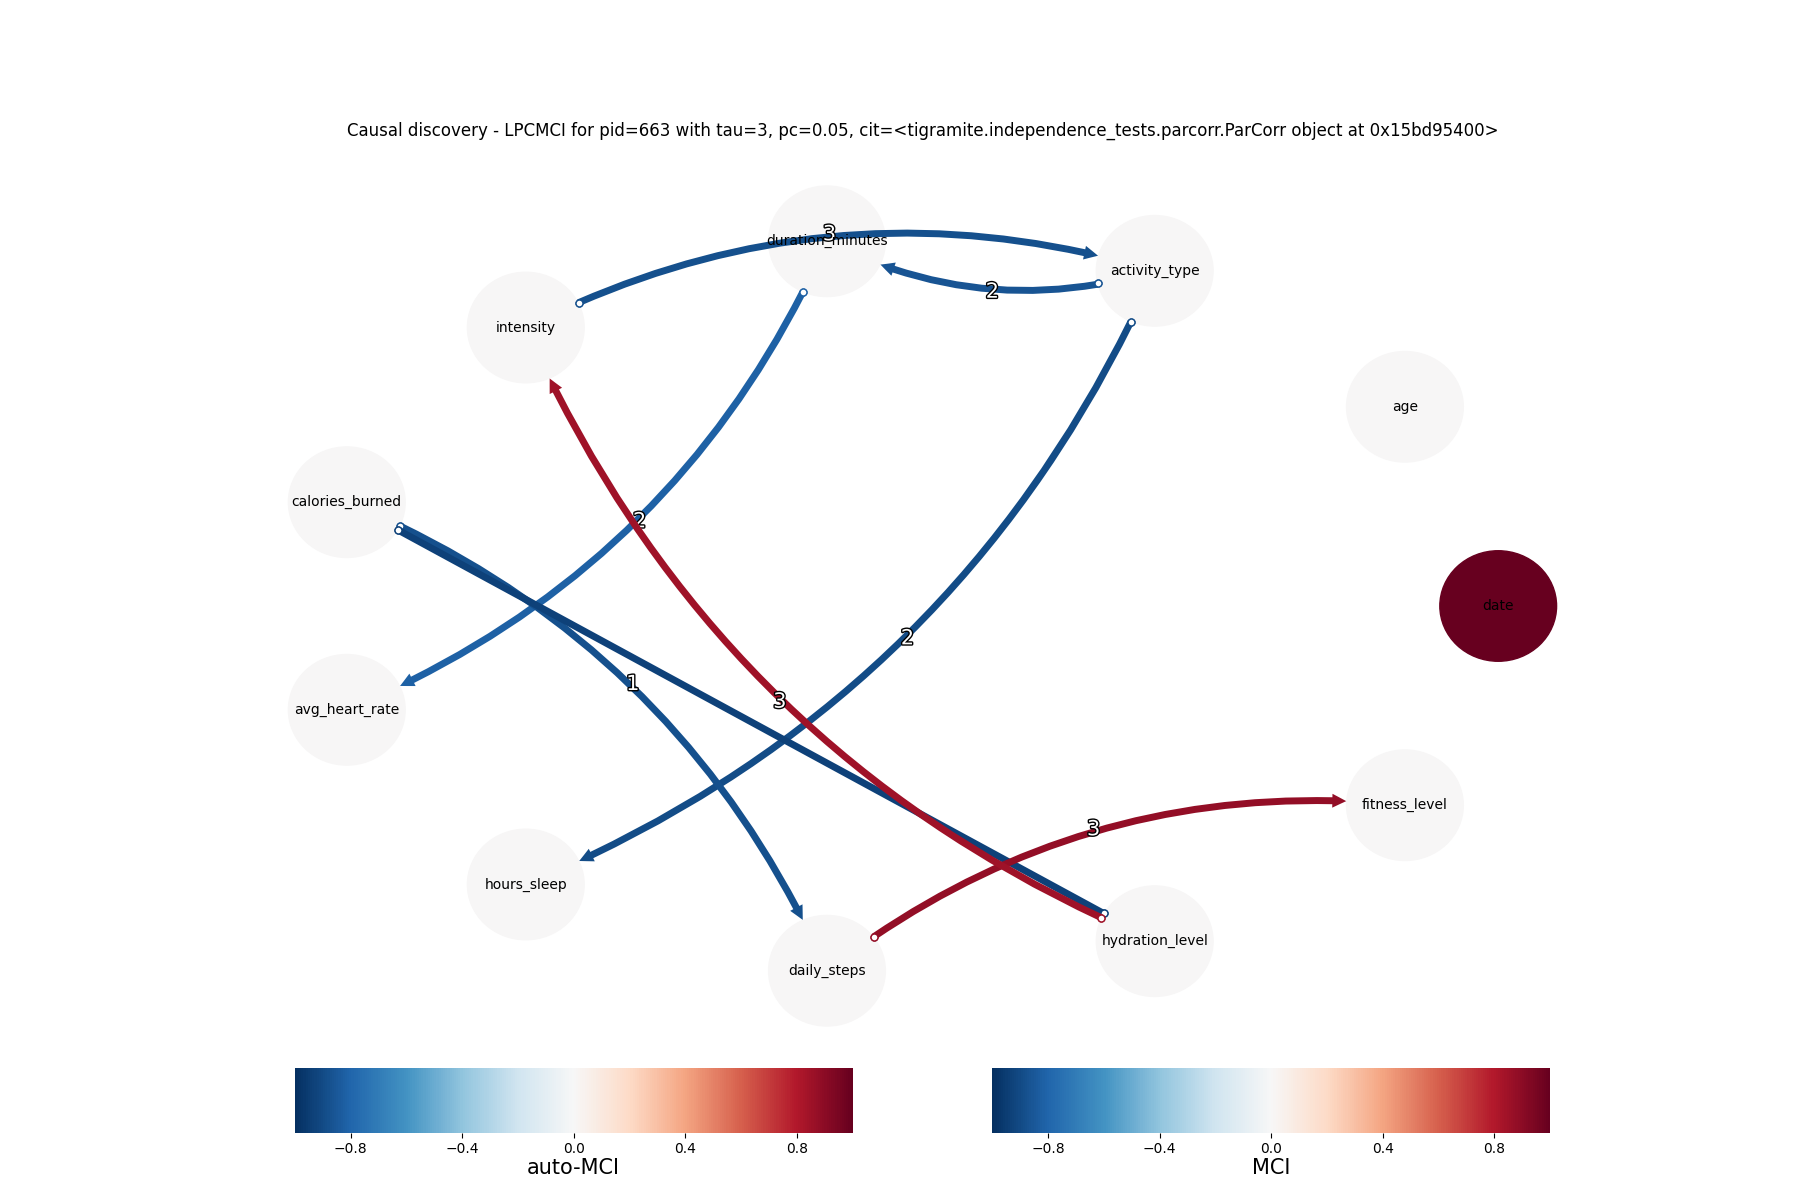 Causal discovery - LPCMCI for pid=663 with tau=3, pc=0.05, cit=<tigramite.independence_tests.parcorr.ParCorr object at 0x15bd95400>
3
duration_minutes
activity_type
2
intensity
age
calories_burned
2
date
2
1
3
avg_heart_rate
fitness_level
3
hours_sleep
hydration_level
daily_steps
−0.8 −0.4 0.0 0.4 0.8
auto-MCI
−0.8 −0.4 0.0 0.4 0.8
MCI